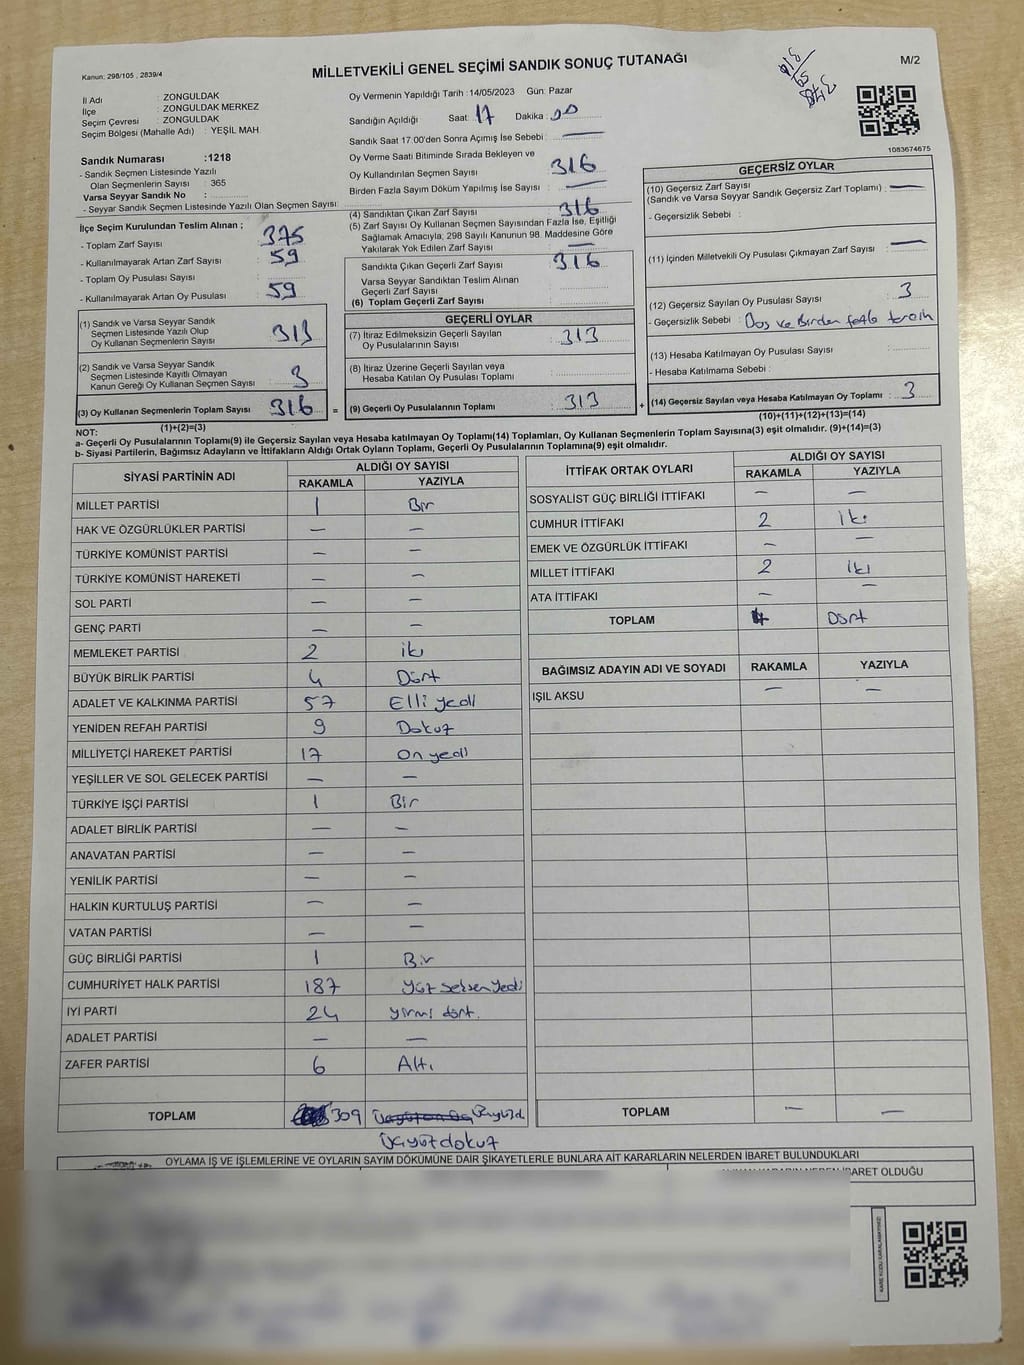 Kanun: 298/105 , 2839/4
MİLLETVEKİLİ GENEL SEÇİMİ SANDIK SONUÇ TUTANAĞI
M/2
İl Adı : ZONGULDAK
İlçe : ZONGULDAK MERKEZ
Seçim Çevresi : ZONGULDAK
Seçim Bölgesi (Mahalle Adı) : YEŞİL MAH
Sandık Numarası :1218
- Sandık Seçmen Listesinde Yazılı
Olan Seçmenlerin Sayısı : 365
Varsa Seyyar Sandık No :
- Seyyar Sandık Seçmen Listesinde Yazılı Olan Seçmen Sayısı :
Oy Vermenin Yapıldığı Tarih :14/05/2023 Gün: Pazar
Sandığın Açıldığı Saat: 17 Dakika : 00
Sandık Saat 17.00'den Sonra Açımış İse Sebebi : —
Oy Verme Saati Bitiminde Sırada Bekleyen ve
Oy Kullandırılan Seçmen Sayısı : 316
Birden Fazla Sayım Döküm Yapılmış İse Sayısı : —
1083674675
İlçe Seçim Kurulundan Teslim Alınan ;
- Toplam Zarf Sayısı : 375
- Kullanılmayarak Artan Zarf Sayısı : 59
- Toplam Oy Pusulası Sayısı :
- Kullanılmayarak Artan Oy Pusulası : 59
(4) Sandıktan Çıkan Zarf Sayısı : 316
(5) Zarf Sayısı Oy Kullanan Seçmen Sayısından Fazla İse, Eşitliği
Sağlamak Amacıyla, 298 Sayılı Kanunun 98. Maddesine Göre
Yakılarak Yok Edilen Zarf Sayısı : —
Sandıkta Çıkan Geçerli Zarf Sayısı : 316
Varsa Seyyar Sandıktan Teslim Alınan
Geçerli Zarf Sayısı :
(6) Toplam Geçerli Zarf Sayısı :
GEÇERSİZ OYLAR
(10) Geçersiz Zarf Sayısı
(Sandık ve Varsa Seyyar Sandık Geçersiz Zarf Toplamı) : —
- Geçersizlik Sebebi :
(11) İçinden Milletvekili Oy Pusulası Çıkmayan Zarf Sayısı : —
(12) Geçersiz Sayılan Oy Pusulası Sayısı : 3
- Geçersizlik Sebebi : Boş ve Birden fazla tercih
(13) Hesaba Katılmayan Oy Pusulası Sayısı :
- Hesaba Katılmama Sebebi :
(14) Geçersiz Sayılan veya Hesaba Katılmayan Oy Toplamı : 3
(10)+(11)+(12)+(13)=(14)
(1) Sandık ve Varsa Seyyar Sandık
Seçmen Listesinde Yazılı Olup
Oy Kullanan Seçmenlerin Sayısı : 313
(2) Sandık ve Varsa Seyyar Sandık
Seçmen Listesinde Kayıtlı Olmayan
Kanun Gereği Oy Kullanan Seçmen Sayısı : 3
(3) Oy Kullanan Seçmenlerin Toplam Sayısı : 316
(1)+(2)=(3)
GEÇERLİ OYLAR
(7) İtiraz Edilmeksizin Geçerli Sayılan
Oy Pusulalarının Sayısı : 313
(8) İtiraz Üzerine Geçerli Sayılan veya
Hesaba Katılan Oy Pusulası Toplamı :
(9) Geçerli Oy Pusulalarının Toplamı : 313
NOT:
a- Geçerli Oy Pusulalarının Toplamı(9) ile Geçersiz Sayılan veya Hesaba katılmayan Oy Toplamı(14) Toplamları, Oy Kullanan Seçmenlerin Toplam Sayısına(3) eşit olmalıdır. (9)+(14)=(3)
b- Siyasi Partilerin, Bağımsız Adayların ve İttifakların Aldığı Ortak Oyların Toplamı, Geçerli Oy Pusulalarının Toplamına(9) eşit olmalıdır.
SİYASİ PARTİNİN ADI ALDIĞI OY SAYISI
RAKAMLA YAZIYLA
MİLLET PARTİSİ 1 Bir
HAK VE ÖZGÜRLÜKLER PARTİSİ — —
TÜRKİYE KOMÜNİST PARTİSİ — —
TÜRKİYE KOMÜNİST HAREKETİ — —
SOL PARTİ — —
GENÇ PARTİ — —
MEMLEKET PARTİSİ 2 iki
BÜYÜK BİRLİK PARTİSİ 4 Dört
ADALET VE KALKINMA PARTİSİ 57 Elli yedi
YENİDEN REFAH PARTİSİ 9 Dokuz
MİLLİYETÇİ HAREKET PARTİSİ 17 On yedi
YEŞİLLER VE SOL GELECEK PARTİSİ — —
TÜRKİYE İŞÇİ PARTİSİ 1 Bir
ADALET BİRLİK PARTİSİ — —
ANAVATAN PARTİSİ — —
YENİLİK PARTİSİ — —
HALKIN KURTULUŞ PARTİSİ — —
VATAN PARTİSİ — —
GÜÇ BİRLİĞİ PARTİSİ 1 Bir
CUMHURİYET HALK PARTİSİ 187 Yüz seksen yedi
İYİ PARTİ 24 yirmi dört.
ADALET PARTİSİ — —
ZAFER PARTİSİ 6 Altı
TOPLAM 309
üçyüzdokuz
İTTİFAK ORTAK OYLARI ALDIĞI OY SAYISI
RAKAMLA YAZIYLA
SOSYALİST GÜÇ BİRLİĞİ İTTİFAKI — —
CUMHUR İTTİFAKI 2 İki
EMEK VE ÖZGÜRLÜK İTTİFAKI — —
MİLLET İTTİFAKI 2 iki
ATA İTTİFAKI — —
TOPLAM 4 Dört
BAĞIMSIZ ADAYIN ADI VE SOYADI RAKAMLA YAZIYLA
IŞIL AKSU — —
TOPLAM — —
OYLAMA İŞ VE İŞLEMLERİNE VE OYLARIN SAYIM DÖKÜMÜNE DAİR ŞİKAYETLERLE BUNLARA AİT KARARLARIN NELERDEN İBARET BULUNDUKLARI
İBARET OLDUĞU